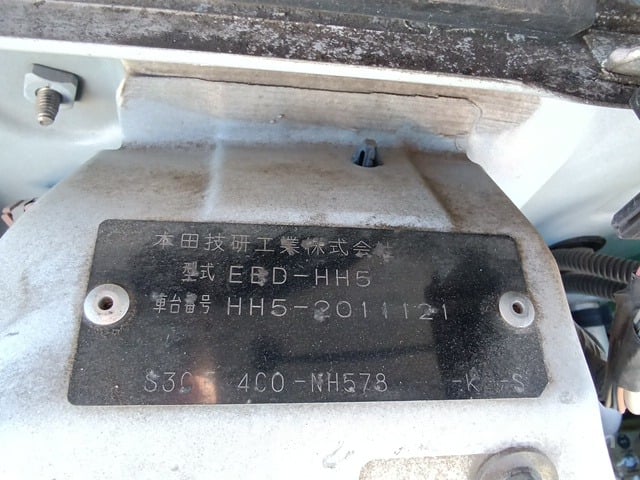 本田技研工業株式会社
型式 EBD-HH5
車台番号 HH5-2011121
4C0-NH578 -K -S